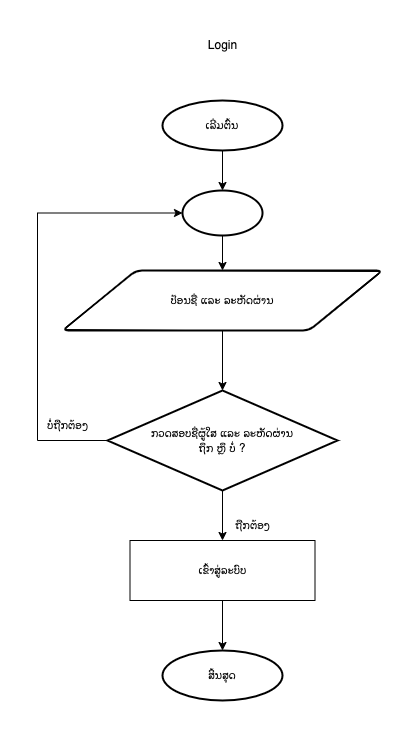 Login
ເລີ່ມຕົ້ນ
ປ້ອນຊື່ ແລະ ລະຫັດຜ່ານ
ກວດສອບຊື່ຜູ້ໃສ່ ແລະ ລະຫັດຜ່ານ
ຖືກ ຫຼື ບໍ່ ?
ບໍ່ຖືກຕ້ອງ
ຖືກຕ້ອງ
ເຂົ້າສູ່ລະບົບ
ສິ້ນສຸດ